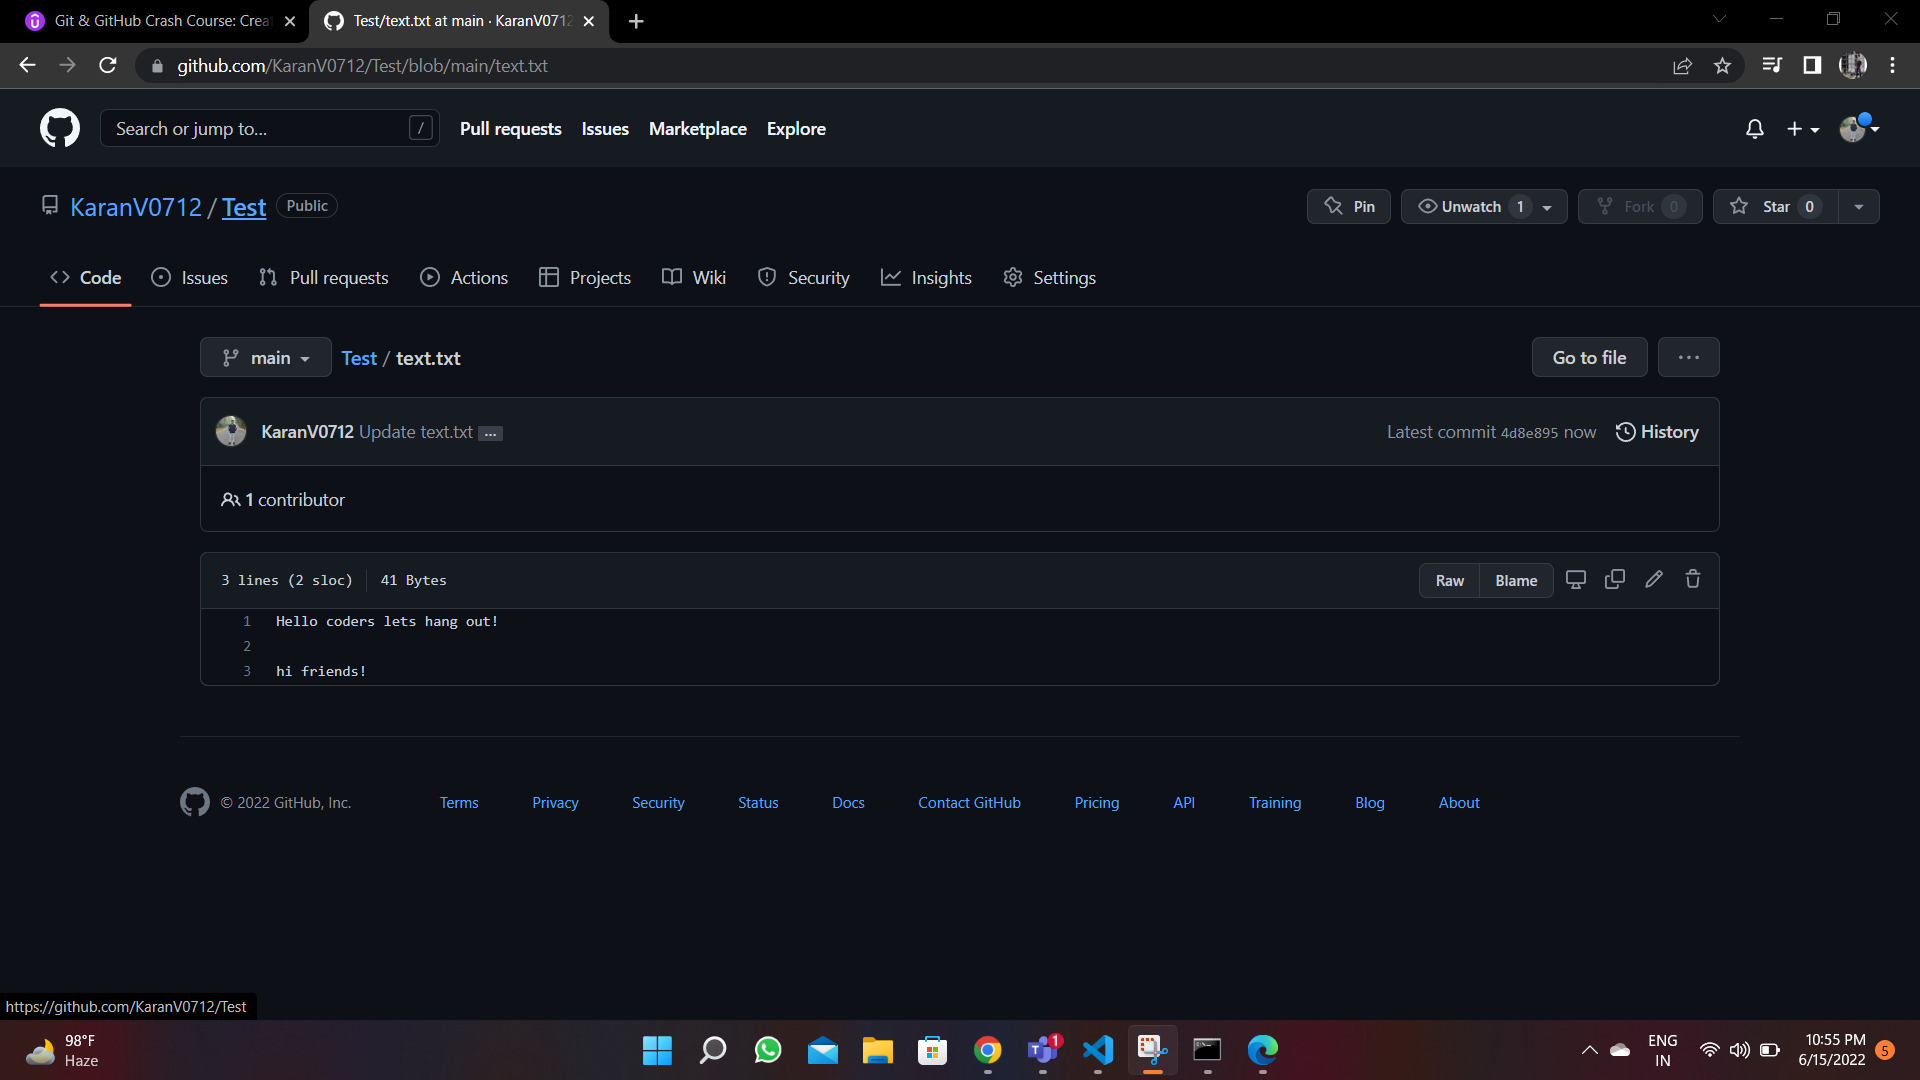 Git & GitHub Crash Course: Crea
Test/text.txt at main · KaranV0712
github.com/KaranV0712/Test/blob/main/text.txt
Search or jump to... /
Pull requests Issues Marketplace Explore
KaranV0712 / Test Public
Pin Unwatch 1 Fork 0 Star 0
Code Issues Pull requests Actions Projects Wiki Security Insights Settings
main Test / text.txt Go to file ...
KaranV0712 Update text.txt ... Latest commit 4d8e895 now History
1 contributor
3 lines (2 sloc) 41 Bytes Raw Blame
1 Hello coders lets hang out!
2
3 hi friends!
© 2022 GitHub, Inc. Terms Privacy Security Status Docs Contact GitHub Pricing API Training Blog About
https://github.com/KaranV0712/Test
98°F
Haze
1
ENG
IN
10:55 PM
6/15/2022
5